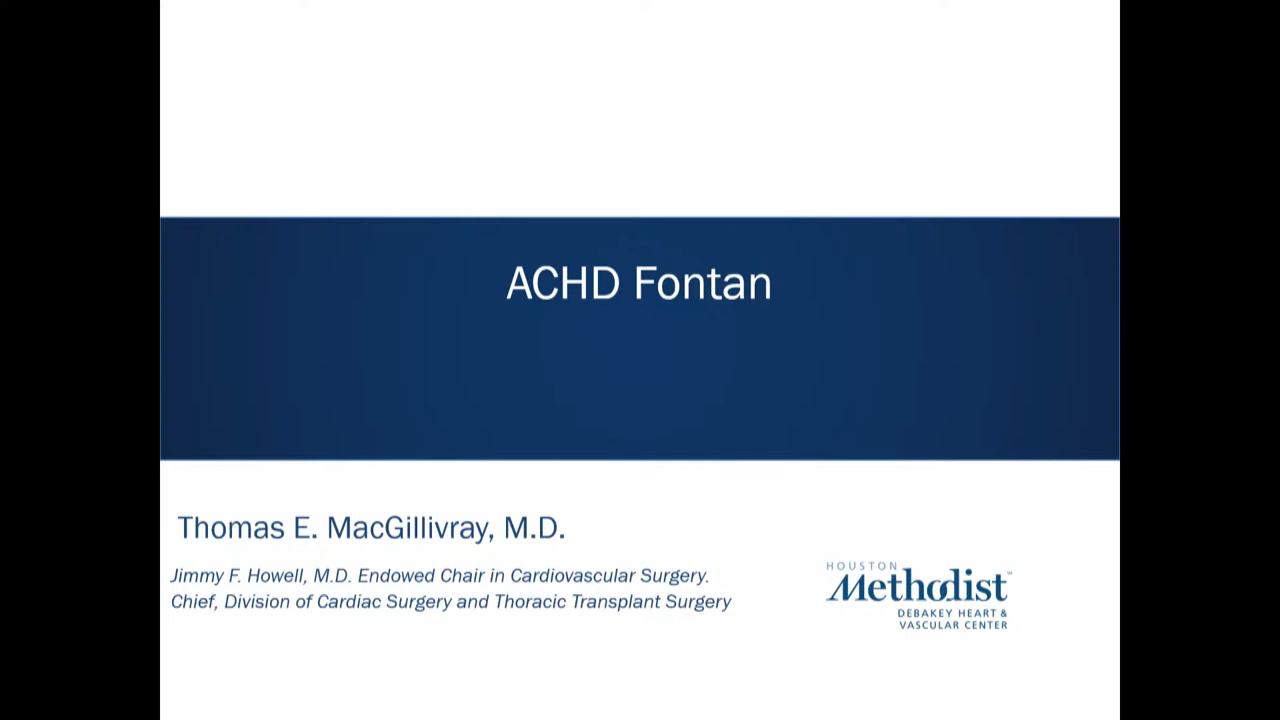 ACHD Fontan
Thomas E. MacGillivray, M.D.
Jimmy F. Howell, M.D. Endowed Chair in Cardiovascular Surgery.
Chief, Division of Cardiac Surgery and Thoracic Transplant Surgery
HOUSTON
Methodist
DEBAKEY HEART &
VASCULAR CENTER